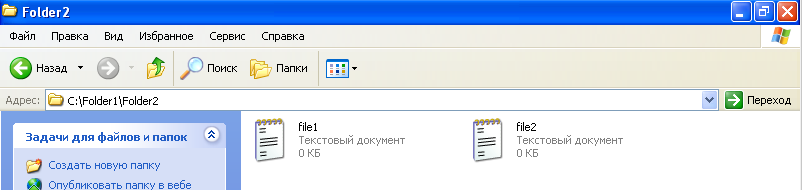 Folder2
Файл Правка Вид Избранное Сервис Справка
Назад Поиск Папки
Адрес: C:\Folder1\Folder2 Переход
Задачи для файлов и папок
Создать новую папку
Опубликовать папку в вебе
file1
Текстовый документ
0 КБ
file2
Текстовый документ
0 КБ